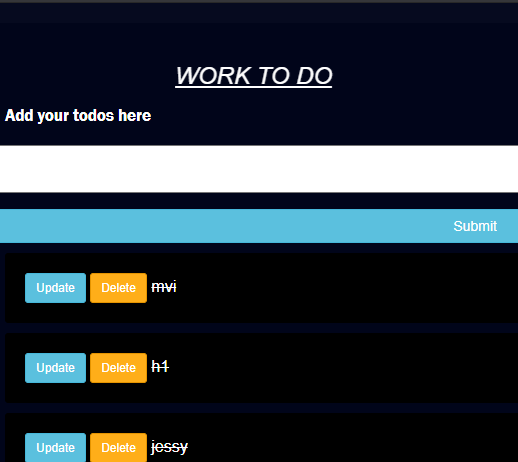 WORK TO DO
Add your todos here
Submit
Update Delete mvi
Update Delete h1
Update Delete jessy